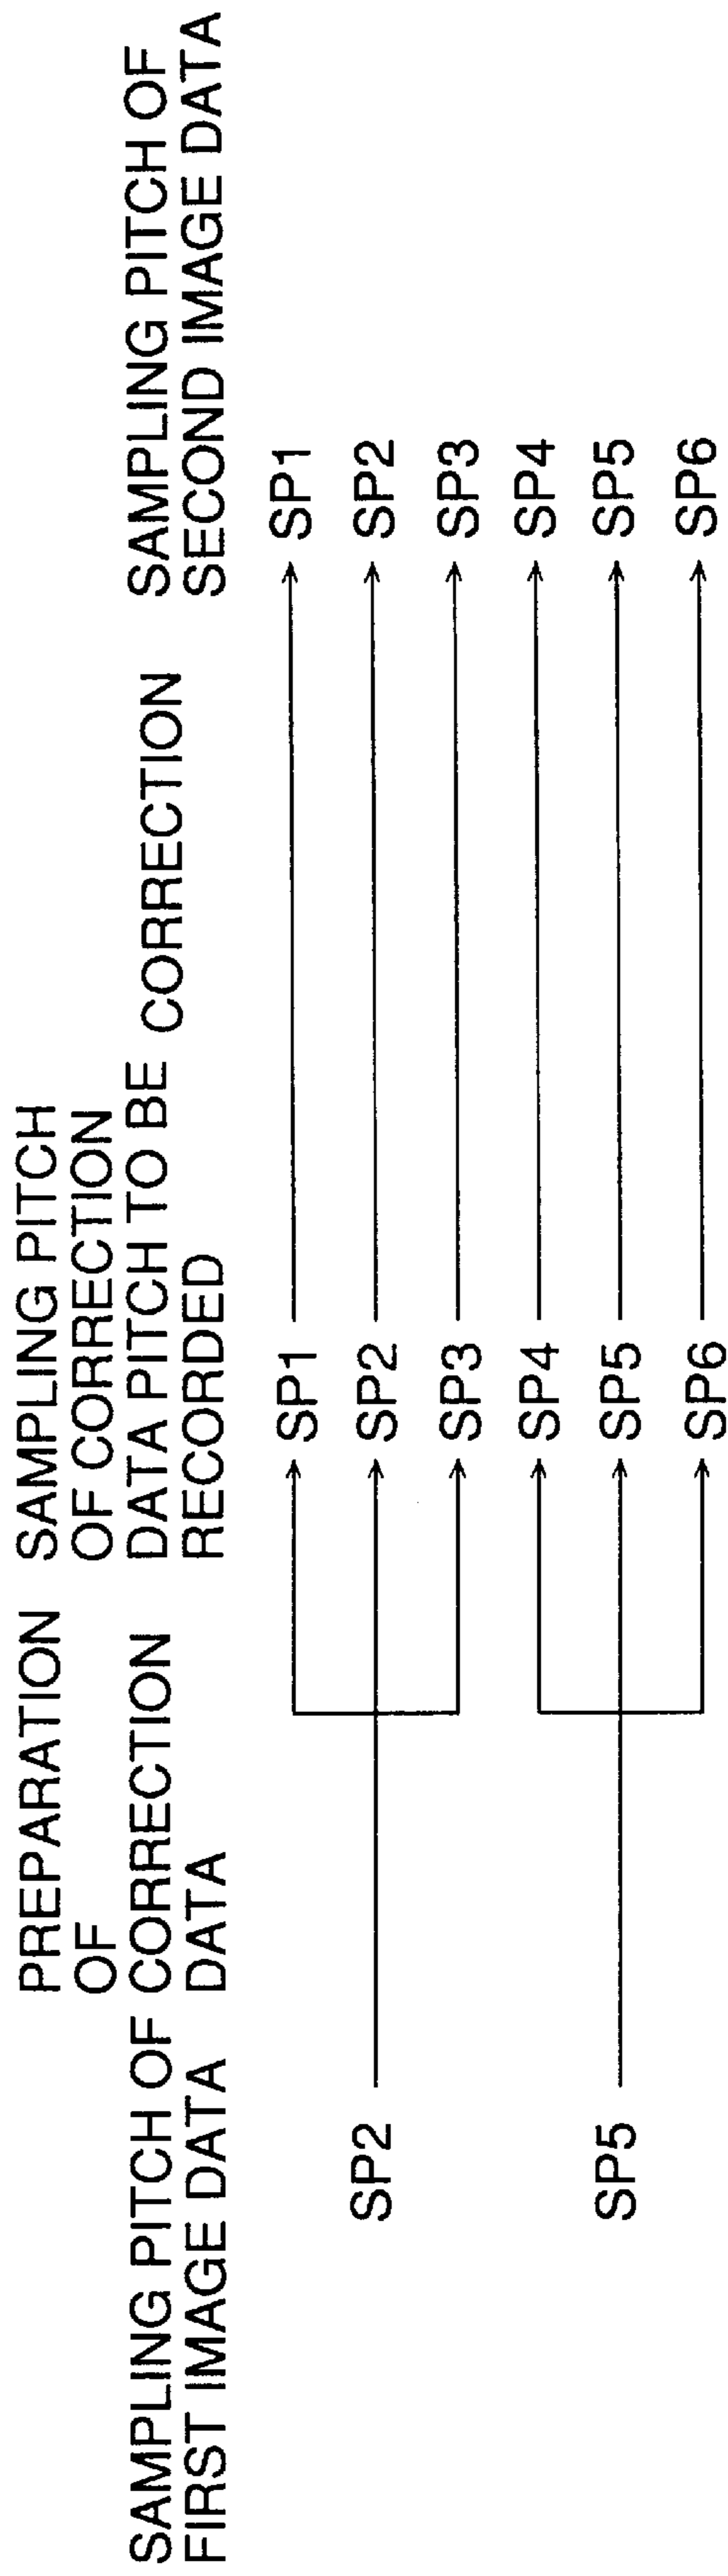 SAMPLING PITCH OF
FIRST IMAGE DATA
PREPARATION
OF
CORRECTION
DATA
SAMPLING PITCH
OF CORRECTION
DATA PITCH TO BE
RECORDED
CORRECTION
SAMPLING PITCH OF
SECOND IMAGE DATA
SP1
SP1
SP2
SP2
SP2
SP3
SP3
SP4
SP4
SP5
SP5
SP5
SP6
SP6